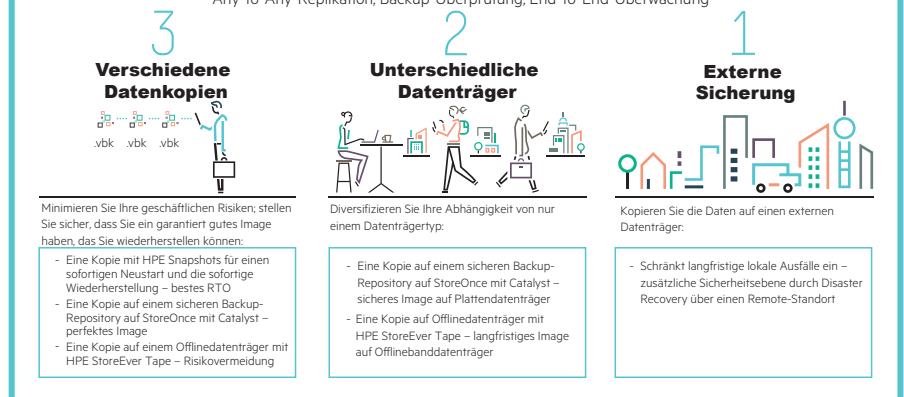 Any-To-Any-Replikation, Backup-Überprüfung, End-To-End-Überwachung
3
Verschiedene
Datenkopien
.vbk .vbk .vbk
Minimieren Sie Ihre geschäftlichen Risiken; stellen
Sie sicher, dass Sie ein garantiert gutes Image
haben, das Sie wiederherstellen können:
- Eine Kopie mit HPE Snapshots für einen
sofortigen Neustart und die sofortige
Wiederherstellung – bestes RTO
- Eine Kopie auf einem sicheren Backup-
Repository auf StoreOnce mit Catalyst –
perfektes Image
- Eine Kopie auf einem Offlinedatenträger mit
HPE StoreEver Tape – Risikovermeidung
2
Unterschiedliche
Datenträger
Diversifizieren Sie Ihre Abhängigkeit von nur
einem Datenträgertyp:
- Eine Kopie auf einem sicheren Backup-
Repository auf StoreOnce mit Catalyst –
sicheres Image auf Plattendatenträger
- Eine Kopie auf Offlinedatenträger mit
HPE StoreEver Tape – langfristiges Image
auf Offlinebanddatenträger
1
Externe
Sicherung
Kopieren Sie die Daten auf einen externen
Datenträger:
- Schränkt langfristige lokale Ausfälle ein –
zusätzliche Sicherheitsebene durch Disaster
Recovery über einen Remote-Standort